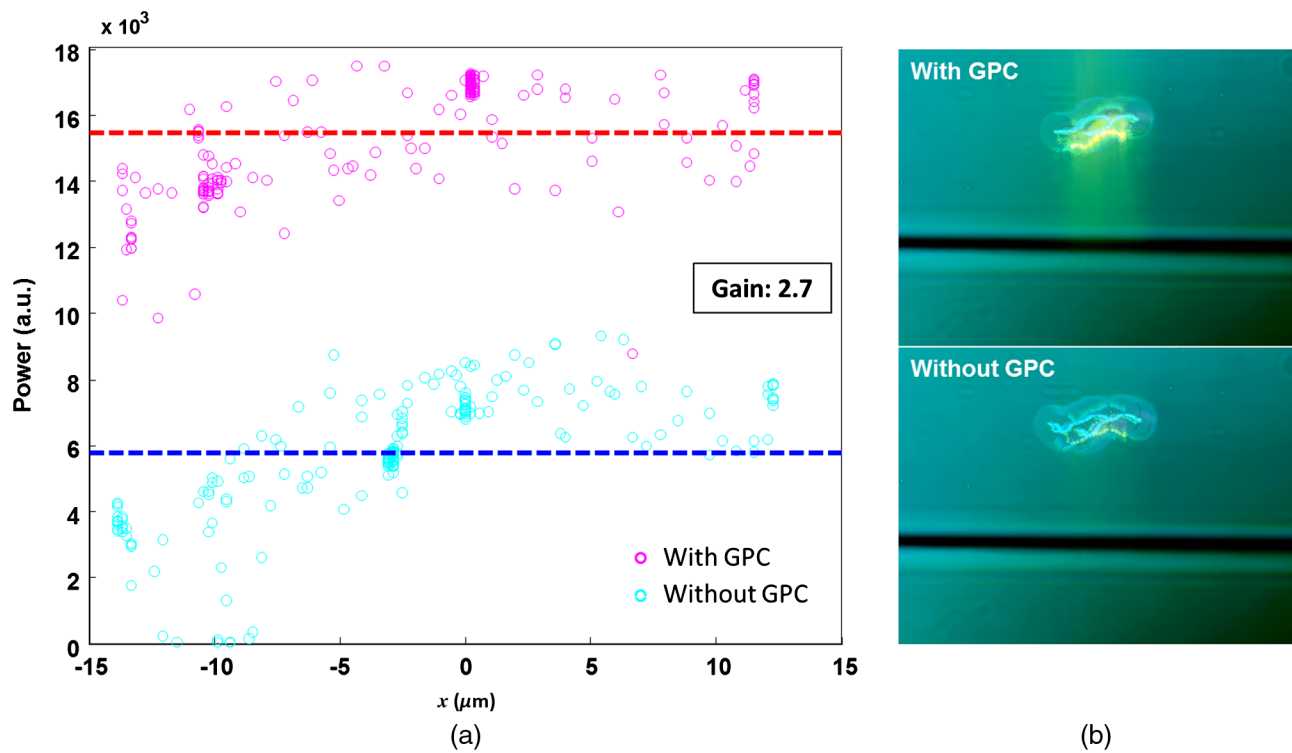 x 10³
18
16
14
12
10
8
6
4
2
0
Power (a.u.)
Gain: 2.7
With GPC
Without GPC
-15
-10
-5
0
5
10
15
x (μm)
(a)
With GPC
Without GPC
(b)